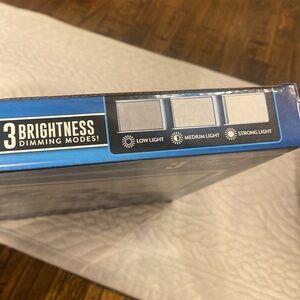 3 BRIGHTNESS
DIMMING MODES!
LOW LIGHT
MEDIUM LIGHT
STRONG LIGHT